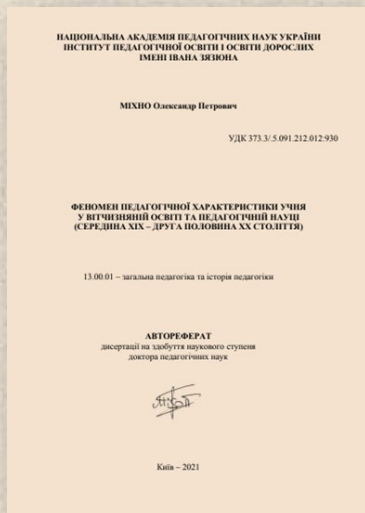 НАЦІОНАЛЬНА АКАДЕМІЯ ПЕДАГОГІЧНИХ НАУК УКРАЇНИ
ІНСТИТУТ ПЕДАГОГІЧНОЇ ОСВІТИ І ОСВІТИ ДОРОСЛИХ
ІМЕНІ ІВАНА ЗЯЗЮНА
МІХНО Олександр Петрович
УДК 373.3/.5.091.212.012:930
ФЕНОМЕН ПЕДАГОГІЧНОЇ ХАРАКТЕРИСТИКИ УЧНЯ
У ВІТЧИЗНЯНІЙ ОСВІТІ ТА ПЕДАГОГІЧНІЙ НАУЦІ
(СЕРЕДИНА ХІХ – ДРУГА ПОЛОВИНА ХХ СТОЛІТТЯ)
13.00.01 – загальна педагогіка та історія педагогіки
АВТОРЕФЕРАТ
дисертації на здобуття наукового ступеня
доктора педагогічних наук
Київ – 2021